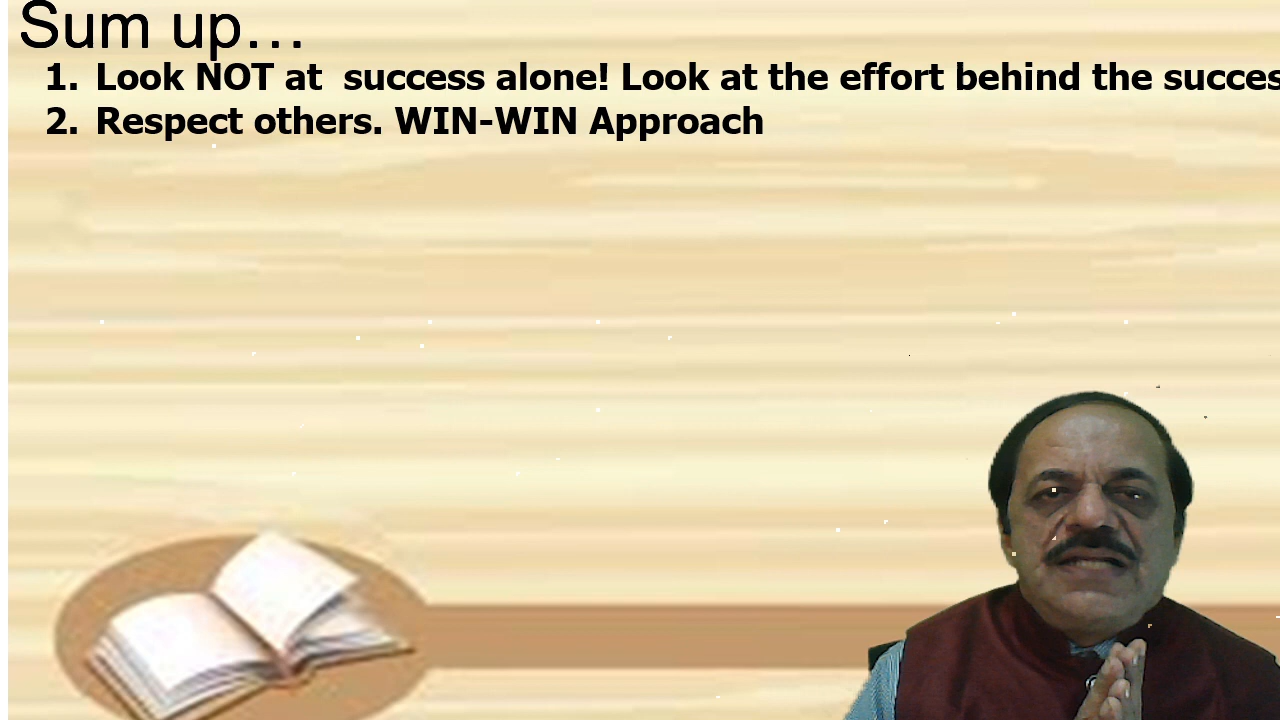 Sum up...
1. Look NOT at success alone! Look at the effort behind the succes
2. Respect others. WIN-WIN Approach